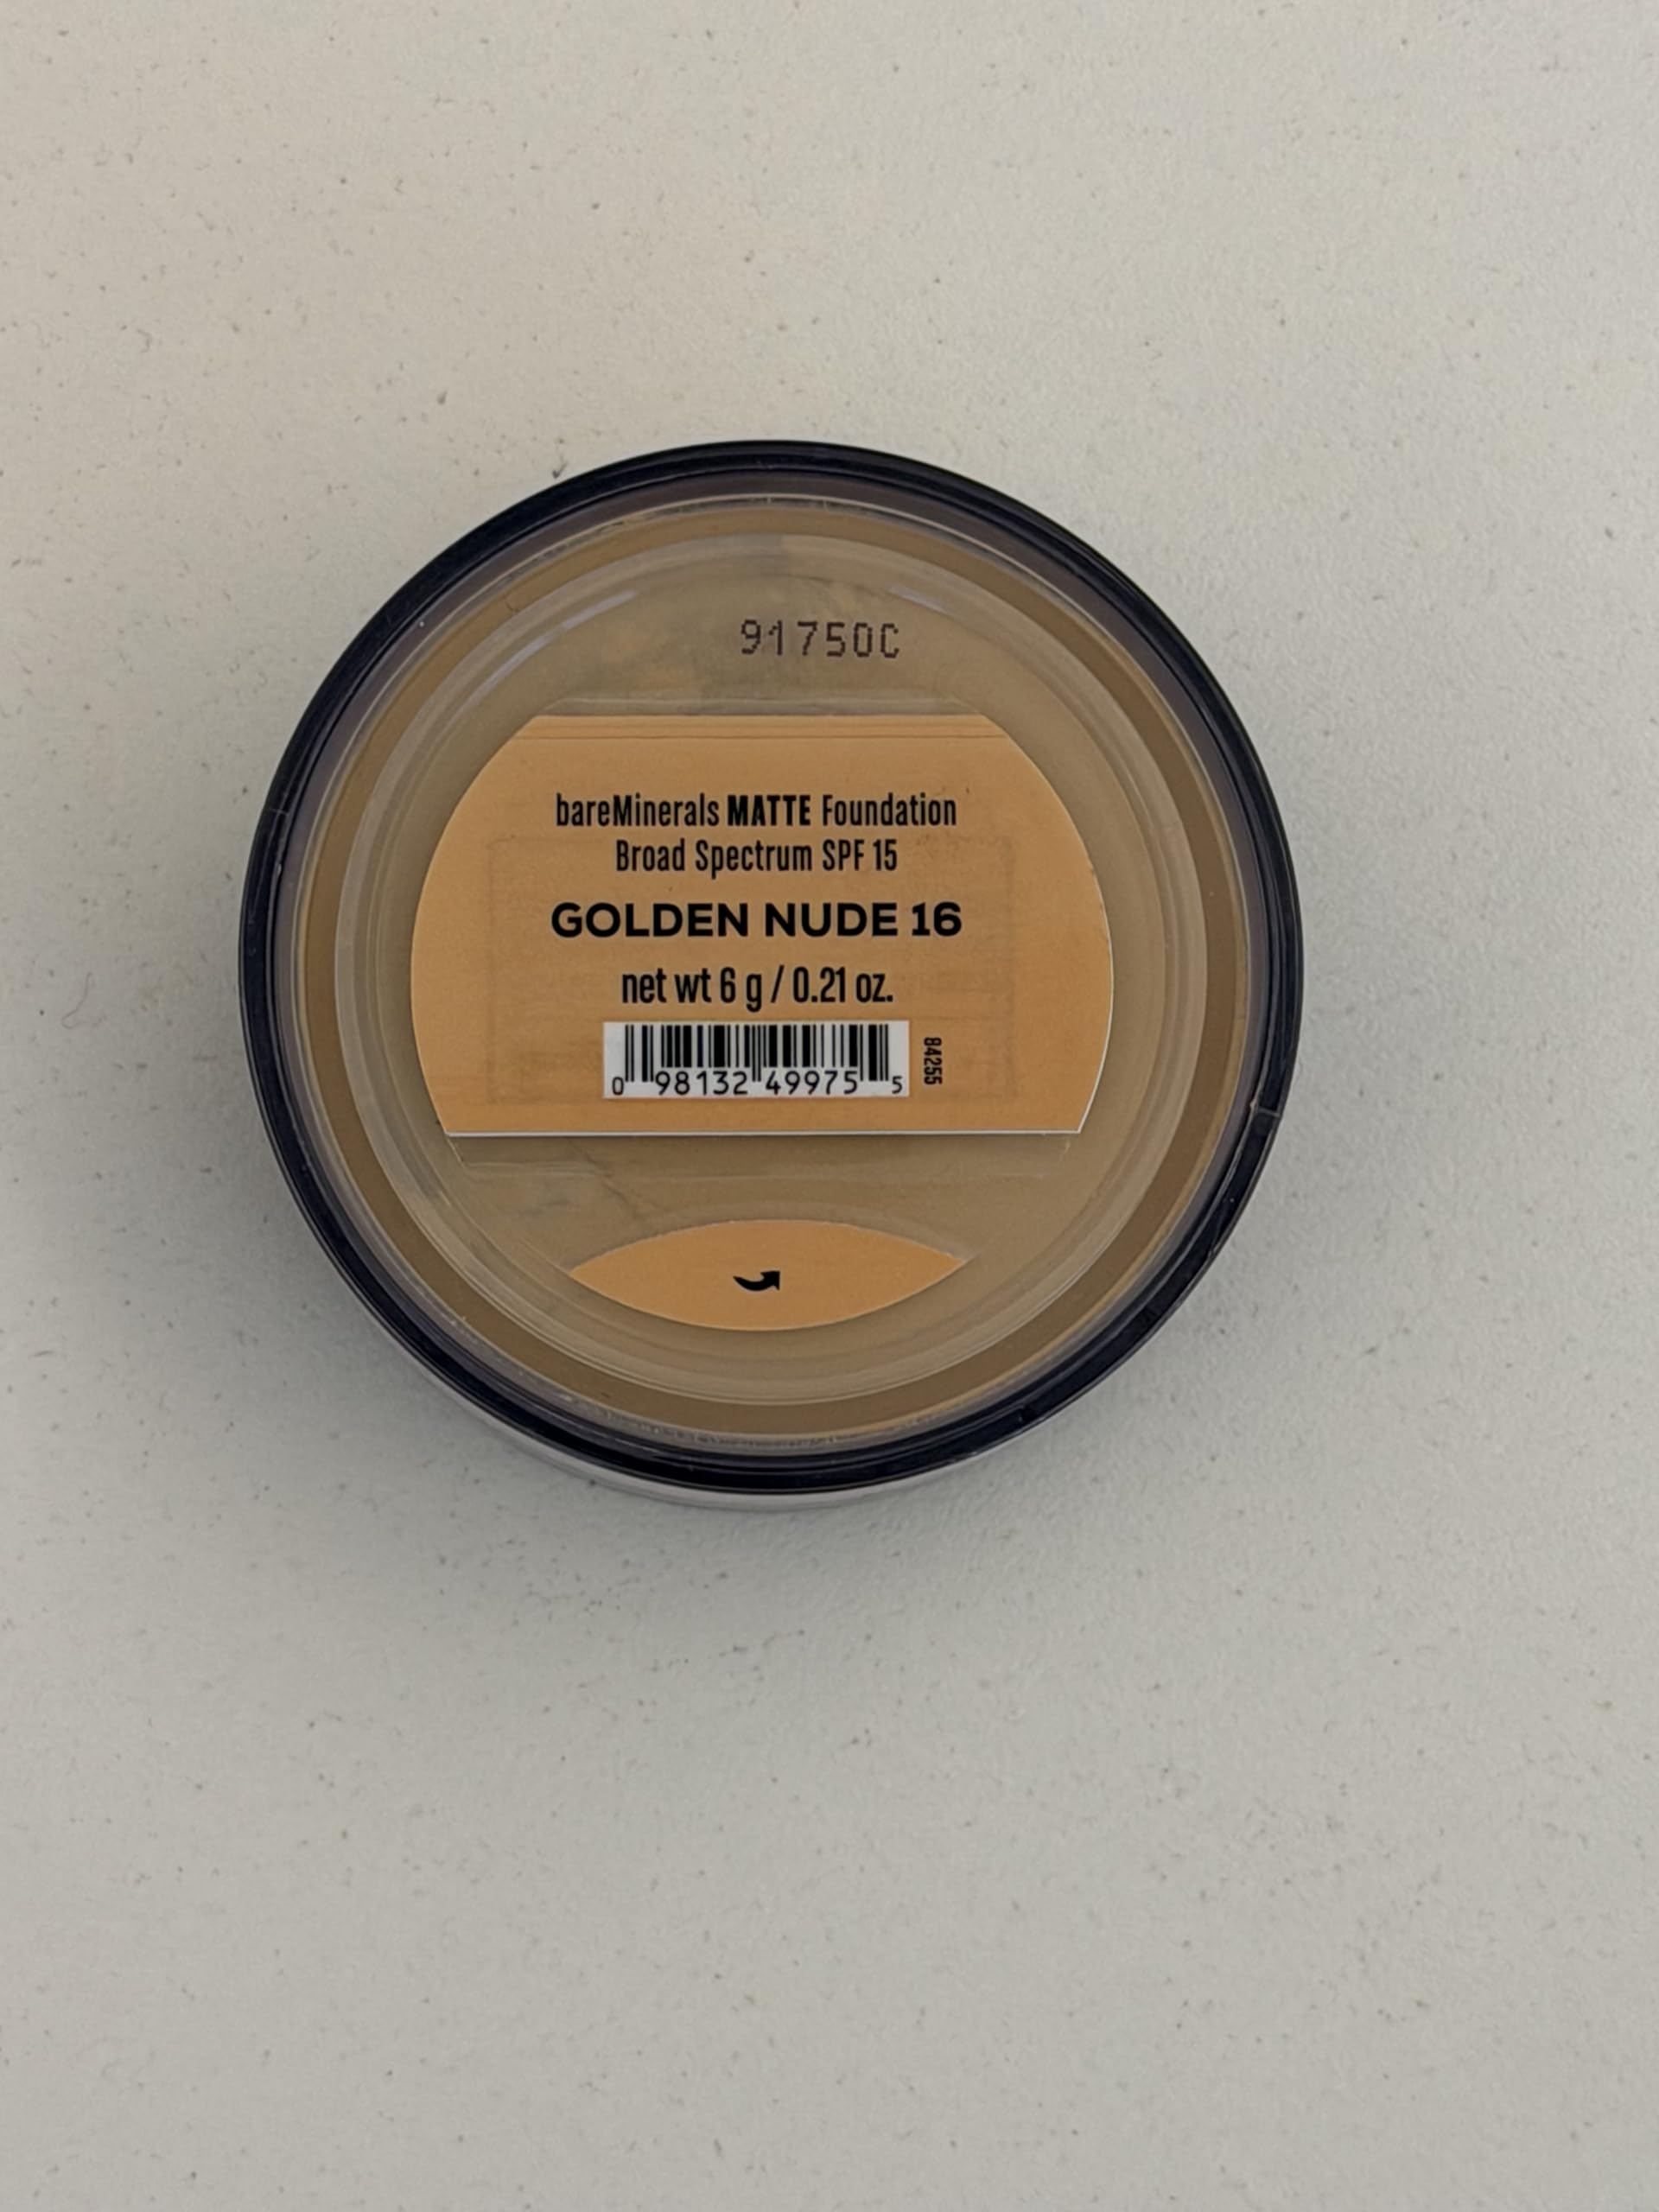 91750C
bareMinerals MATTE Foundation
Broad Spectrum SPF 15
GOLDEN NUDE 16
net wt 6 g / 0.21 oz.
0 98132 49975 5
84255